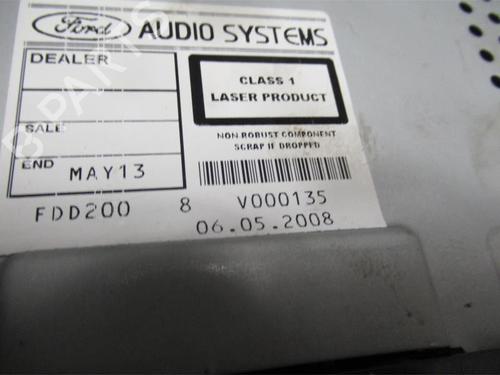 Ford AUDIO SYSTEMS
DEALER
CLASS 1
LASER PRODUCT
SALE
NON ROBUST COMPONENT
SCRAP IF DROPPED
END MAY13
FDD200 8 V000135
06.05.2008
B PARTS